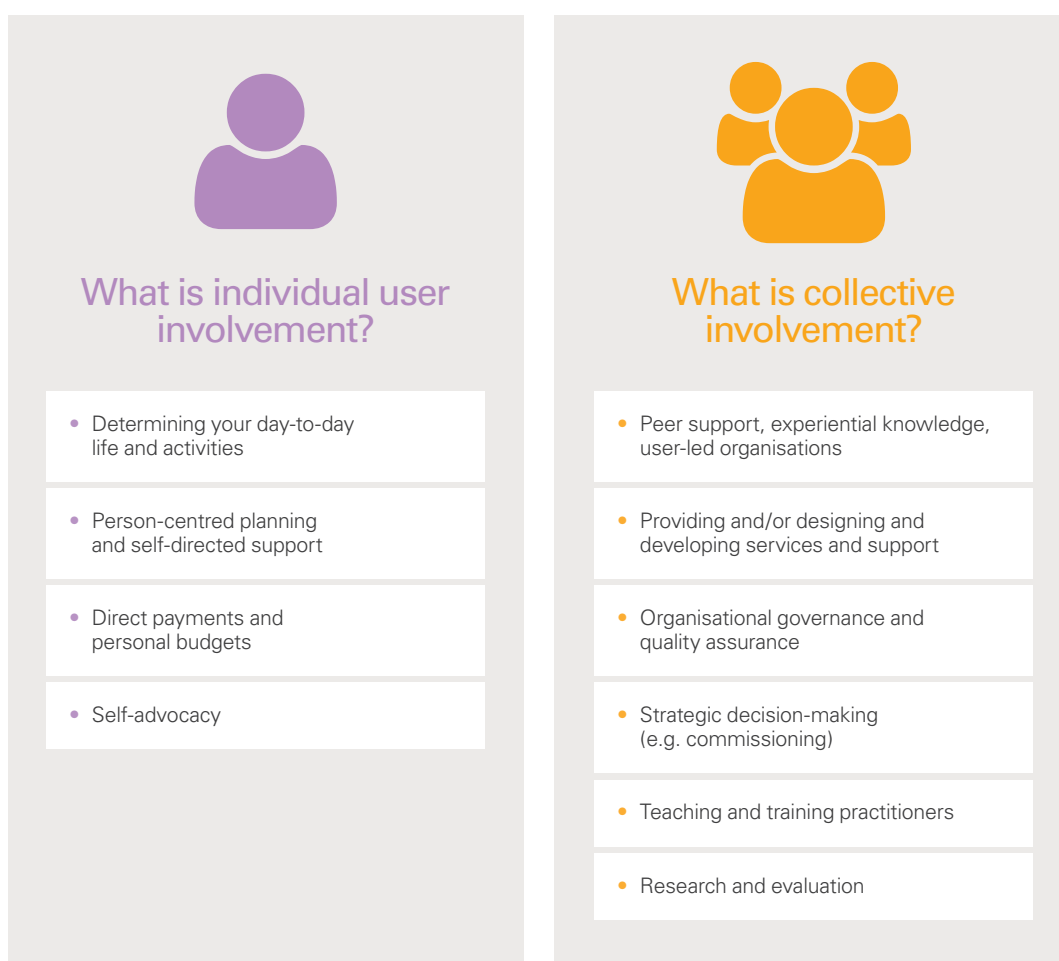 What is individual user
involvement?
• Determining your day-to-day
life and activities
• Person-centred planning
and self-directed support
• Direct payments and
personal budgets
• Self-advocacy
What is collective
involvement?
• Peer support, experiential knowledge,
user-led organisations
• Providing and/or designing and
developing services and support
• Organisational governance and
quality assurance
• Strategic decision-making
(e.g. commissioning)
• Teaching and training practitioners
• Research and evaluation